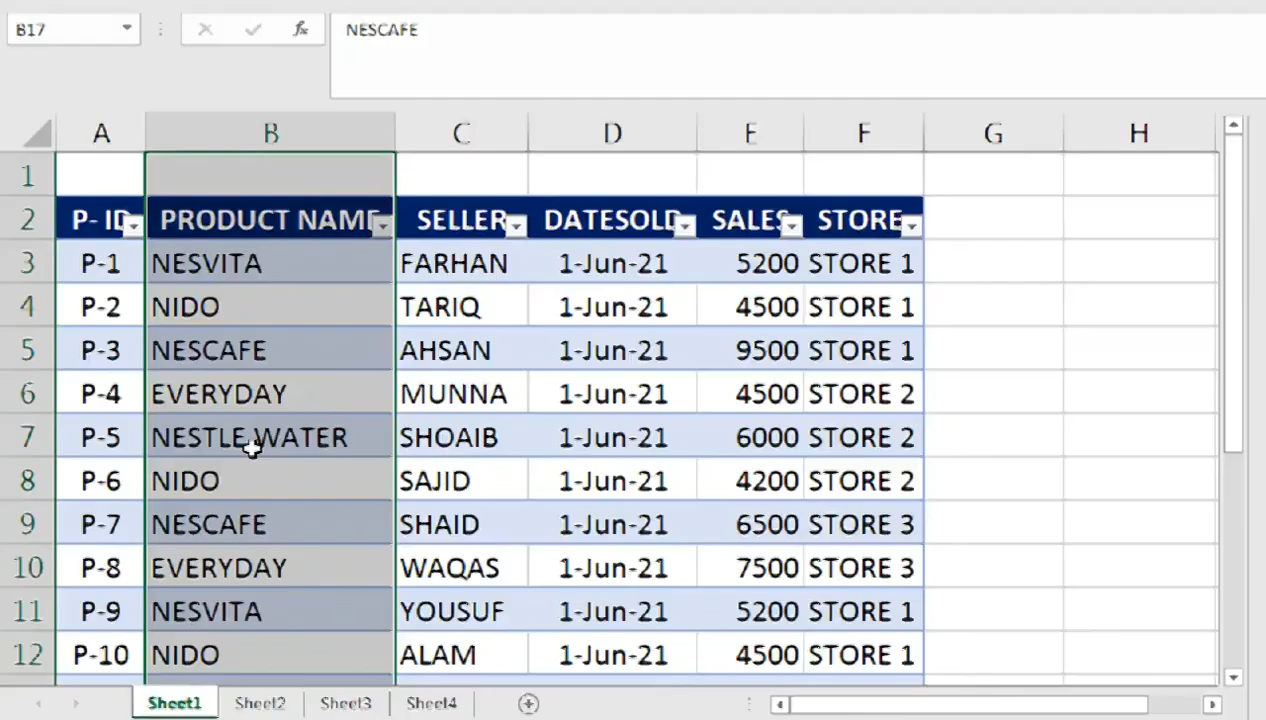 B17 fx NESCAFE
A B C D E F G H
1
2 P- ID PRODUCT NAME SELLER DATESOLD SALES STORE
3 P-1 NESVITA FARHAN 1-Jun-21 5200 STORE 1
4 P-2 NIDO TARIQ 1-Jun-21 4500 STORE 1
5 P-3 NESCAFE AHSAN 1-Jun-21 9500 STORE 1
6 P-4 EVERYDAY MUNNA 1-Jun-21 4500 STORE 2
7 P-5 NESTLE WATER SHOAIB 1-Jun-21 6000 STORE 2
8 P-6 NIDO SAJID 1-Jun-21 4200 STORE 2
9 P-7 NESCAFE SHAID 1-Jun-21 6500 STORE 3
10 P-8 EVERYDAY WAQAS 1-Jun-21 7500 STORE 3
11 P-9 NESVITA YOUSUF 1-Jun-21 5200 STORE 1
12 P-10 NIDO ALAM 1-Jun-21 4500 STORE 1
Sheet1 Sheet2 Sheet3 Sheet4